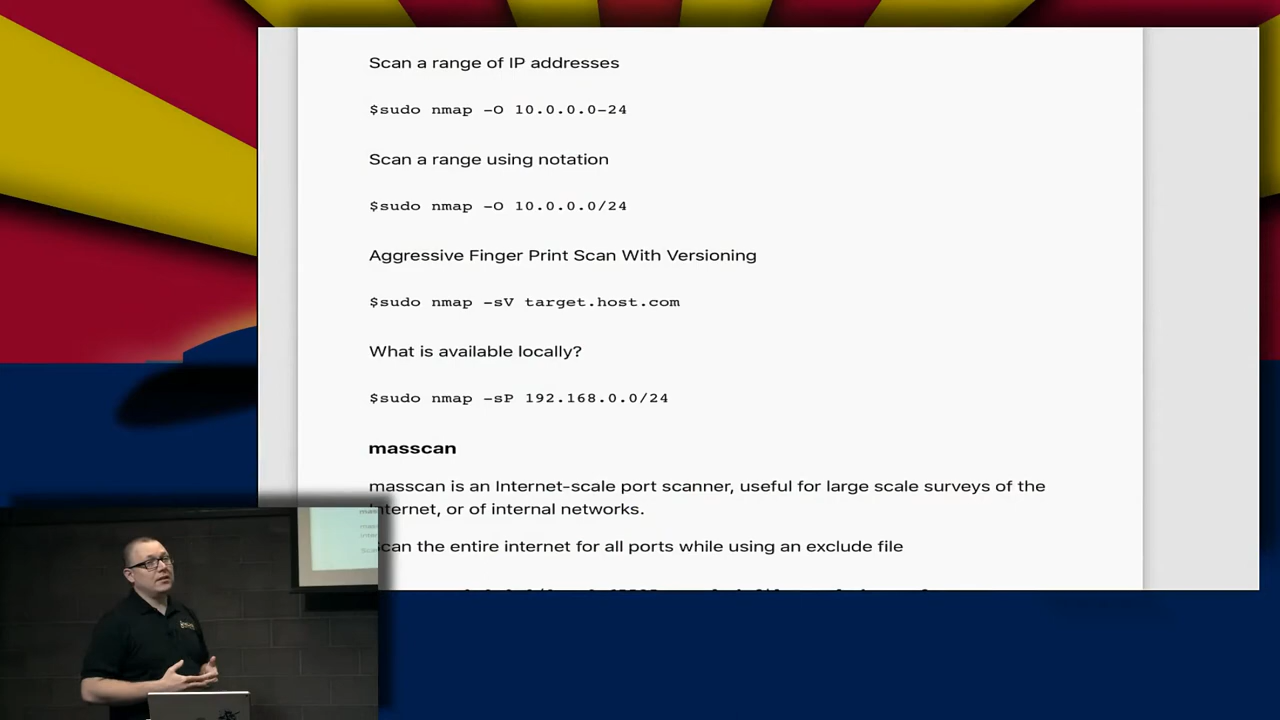 Scan a range of IP addresses
$sudo nmap -O 10.0.0.0-24
Scan a range using notation
$sudo nmap -O 10.0.0.0/24
Aggressive Finger Print Scan With Versioning
$sudo nmap -sV target.host.com
What is available locally?
$sudo nmap -sP 192.168.0.0/24
masscan
masscan is an Internet-scale port scanner, useful for large scale surveys of the
Internet, or of internal networks.
Scan the entire internet for all ports while using an exclude file